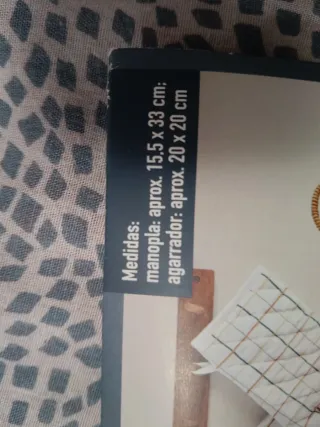 Medidas:
manopla: aprox. 15,5 x 33 cm;
agarrador: aprox. 20 x 20 cm